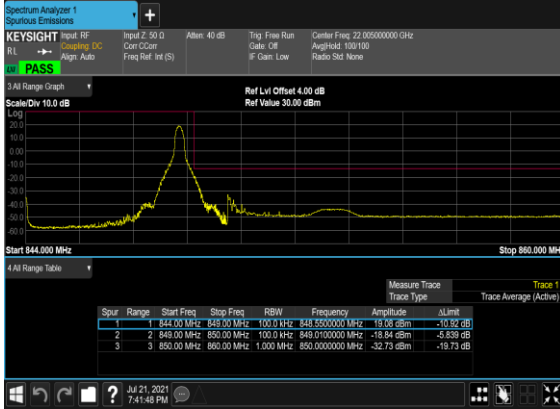 Spectrum Analyzer 1
Spurious Emissions
+
KEYSIGHT Input: RF Input Z: 50 Ω Atten: 40 dB Trig: Free Run Center Freq: 22.005000000 GHz
RL Coupling: DC Corr CCorr Gate: Off Avg|Hold: 100/100
Align: Auto Freq Ref: Int (S) IF Gain: Low Radio Std: None
PASS
3 All Range Graph
Ref Lvl Offset 4.00 dB
Scale/Div 10.0 dB Ref Value 30.00 dBm
Log
20.0
10.0
0.00
-10.0
-20.0
-30.0
-40.0
-50.0
-60.0
Start 844.000 MHz Stop 860.000 MH
4 All Range Table
Measure Trace Trace 1
Trace Type Trace Average (Active)
Spur Range Start Freq Stop Freq RBW Frequency Amplitude ΔLimit
1 1 844.00 MHz 849.00 MHz 100.0 kHz 848.5500000 MHz 19.08 dBm -10.92 dB
2 2 849.00 MHz 850.00 MHz 100.0 kHz 849.0100000 MHz -18.84 dBm -5.839 dB
3 3 850.00 MHz 860.00 MHz 1.000 MHz 850.0000000 MHz -32.73 dBm -19.73 dB
? Jul 21, 2021
7:41:48 PM